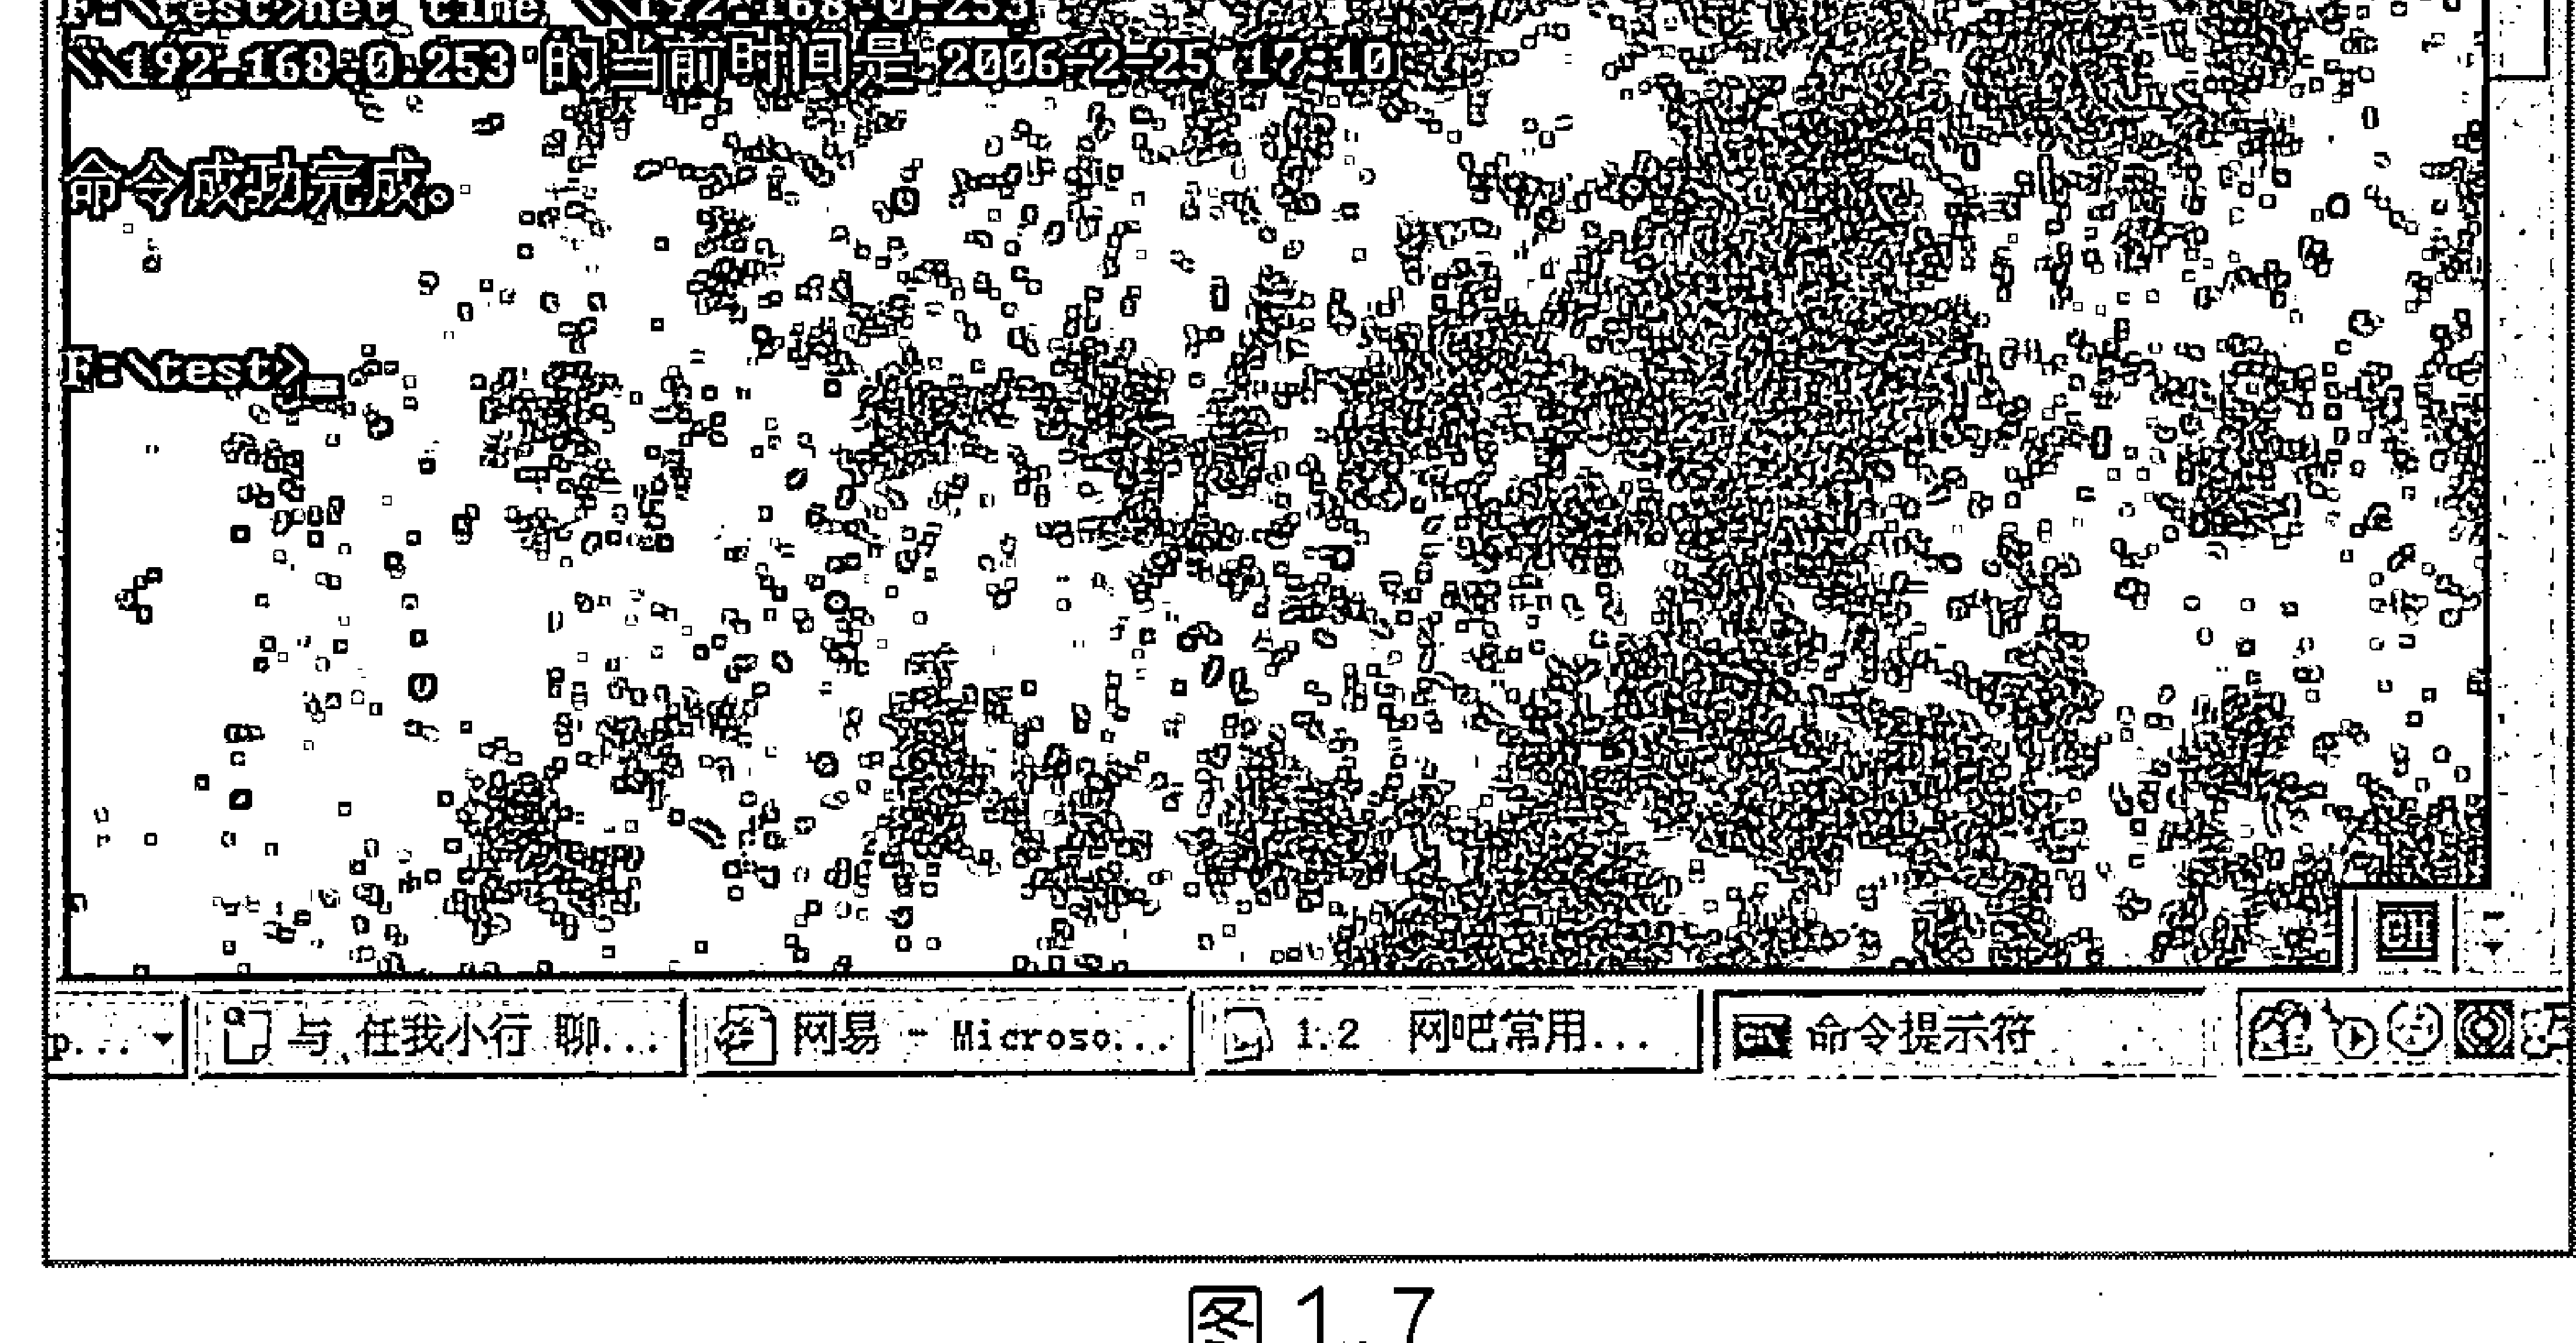 F:\test>net time \\192.168.0.253
\\192.168.0.253 的当前时间是 2006-2-25 17:10
命令成功完成。
F:\test>_
p... 与 任我小行 聊... 网易 - Microso... 1.2 网吧常用... 命令提示符
图 1.7